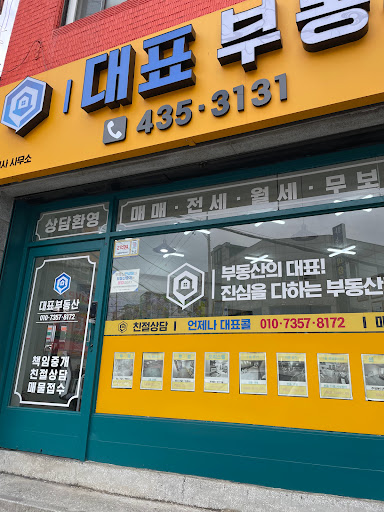 대표 부동
435·3131
사 사무소
상담환영
매매·전세·월세·무보
대표부동산
010·7357·8172
책임중개
친절상담
매물접수
부동산의 대표!
진심을 다하는 부동산
친절상담 | 언제나 대표콜 010·7357·8172